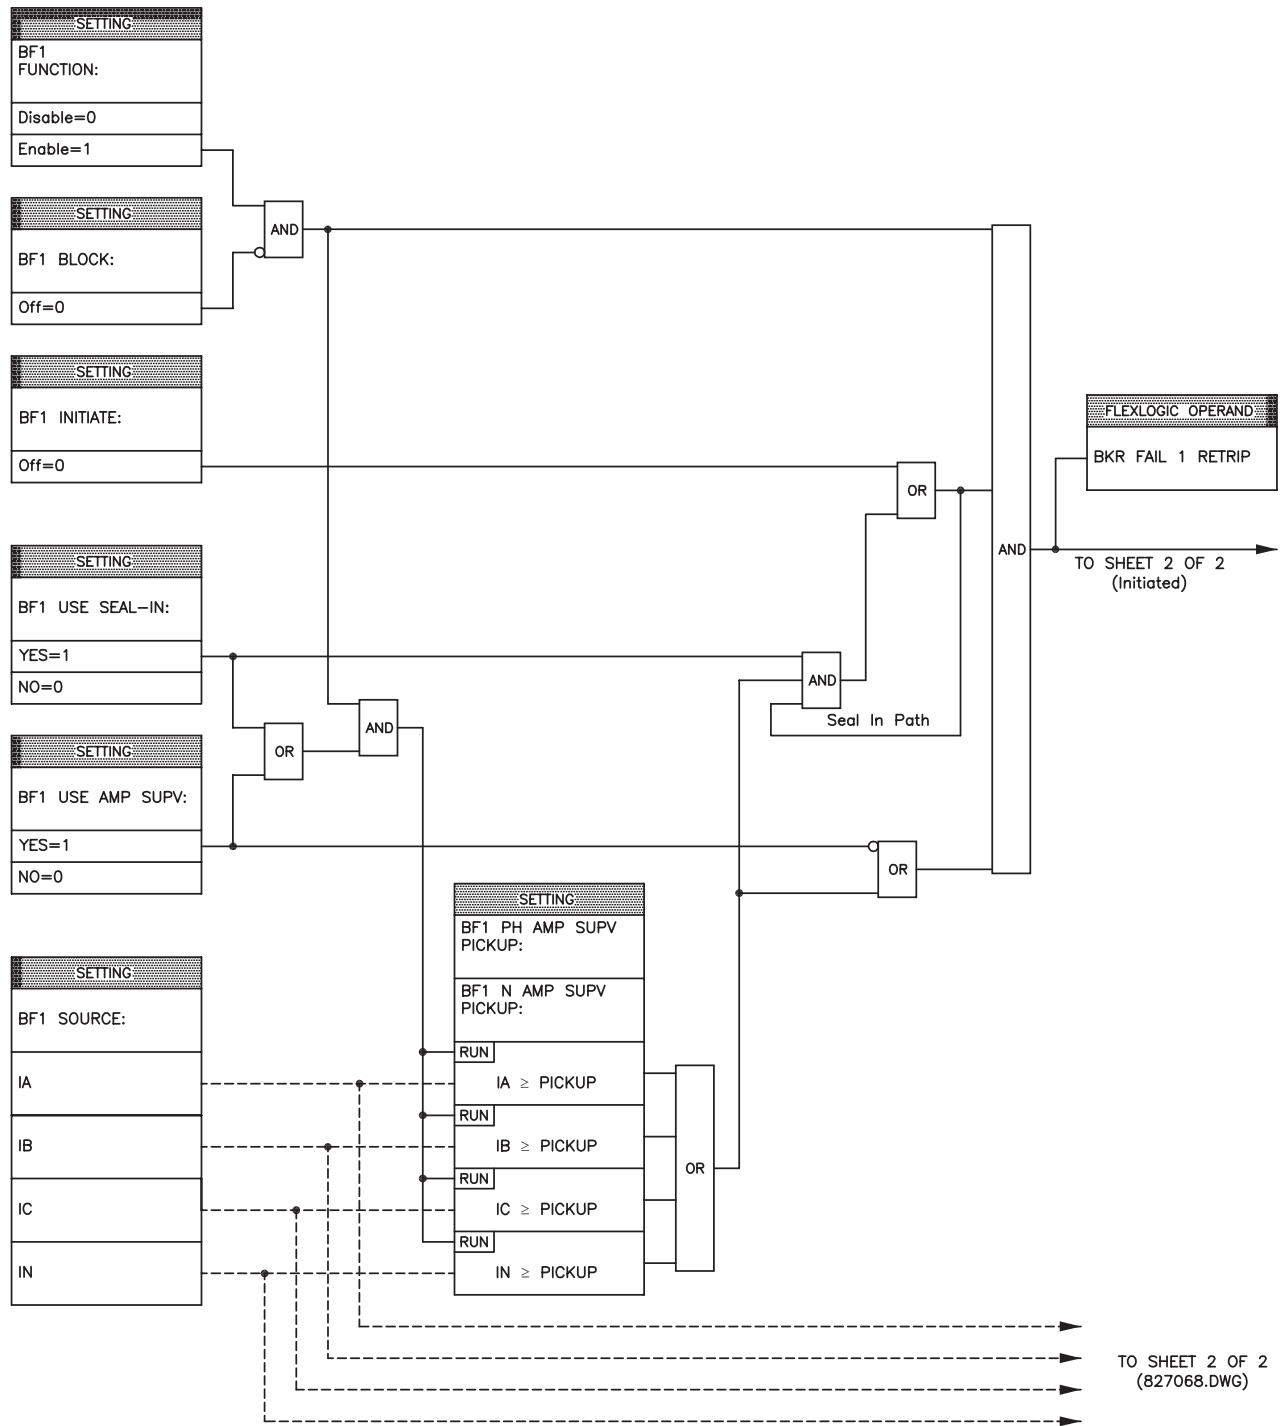 SETTING
BF1
FUNCTION:
Disable=0
Enable=1
SETTING
BF1 BLOCK:
Off=0
AND
SETTING
BF1 INITIATE:
Off=0
OR
FLEXLOGIC OPERAND
BKR FAIL 1 RETRIP
AND
TO SHEET 2 OF 2
(Initiated)
SETTING
BF1 USE SEAL-IN:
YES=1
NO=0
AND
Seal In Path
AND
OR
SETTING
BF1 USE AMP SUPV:
YES=1
NO=0
OR
SETTING
BF1 PH AMP SUPV
PICKUP:
BF1 N AMP SUPV
PICKUP:
RUN
IA ≥ PICKUP
RUN
IB ≥ PICKUP
RUN
IC ≥ PICKUP
RUN
IN ≥ PICKUP
OR
SETTING
BF1 SOURCE:
IA
IB
IC
IN
TO SHEET 2 OF 2
(827068.DWG)